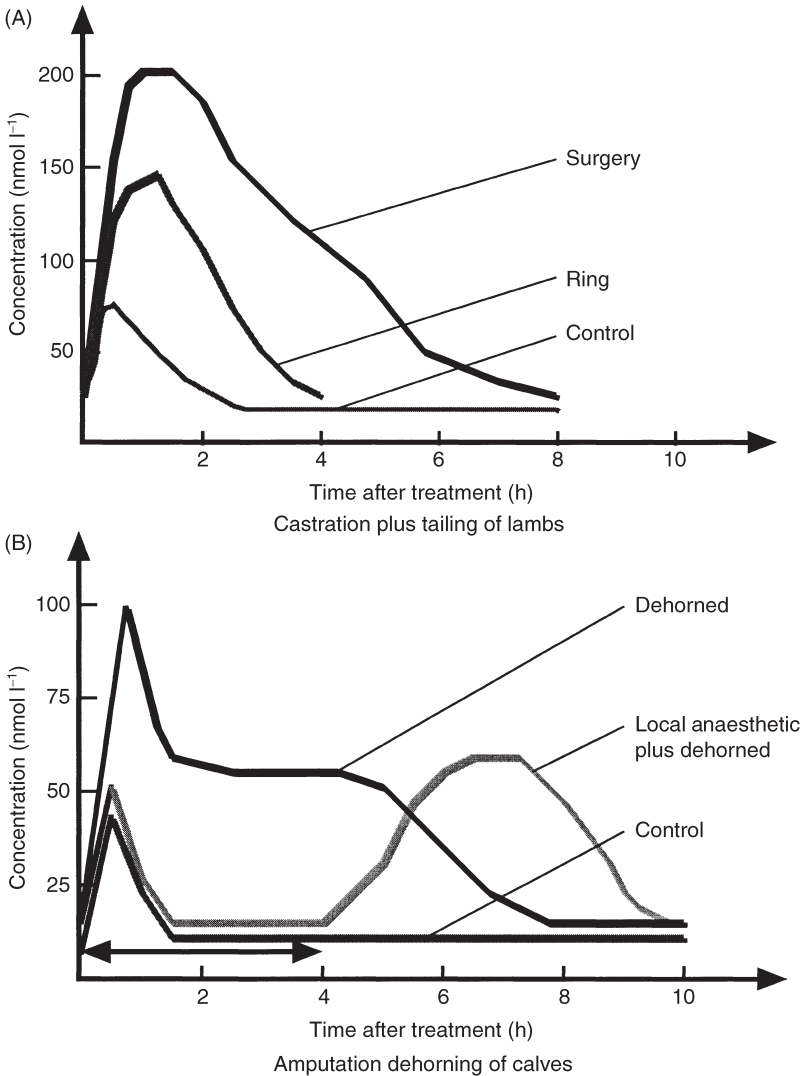 (A)
200
150
100
50
Concentration (nmol l⁻¹)
Surgery
Ring
Control
2 4 6 8 10
Time after treatment (h)
Castration plus tailing of lambs
(B)
100
75
50
25
Concentration (nmol l⁻¹)
Dehorned
Local anaesthetic
plus dehorned
Control
2 4 6 8 10
Time after treatment (h)
Amputation dehorning of calves